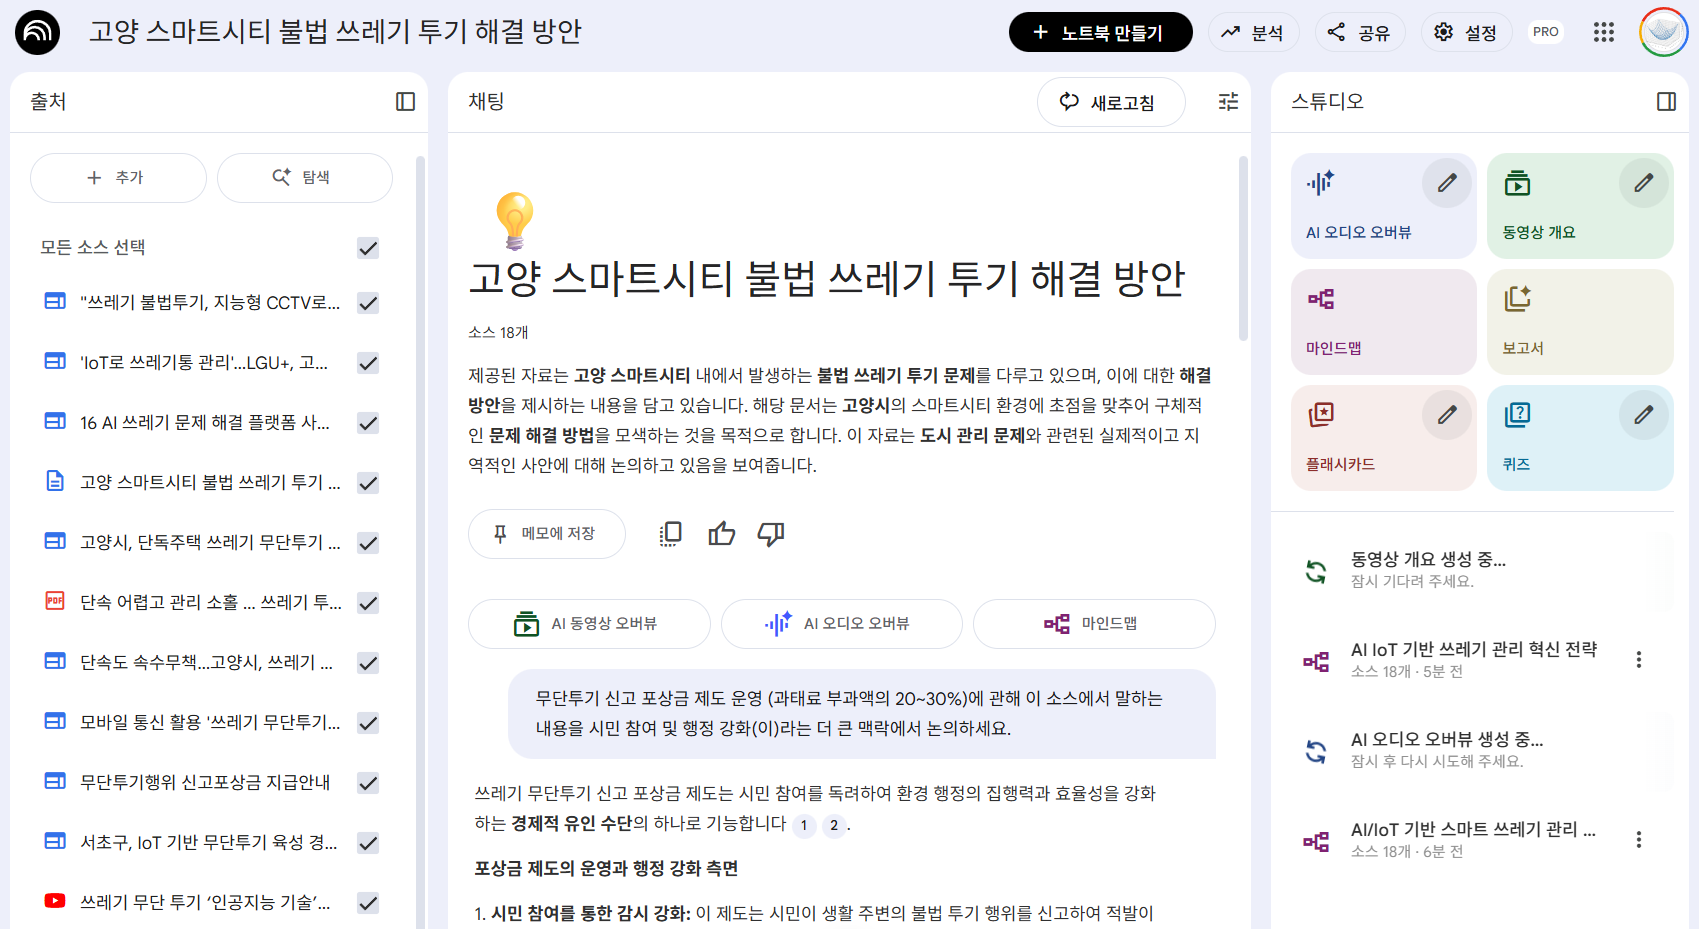 고양 스마트시티 불법 쓰레기 투기 해결 방안
노트북 만들기
분석
공유
설정
PRO
출처
추가
탐색
모든 소스 선택
"쓰레기 불법투기, 지능형 CCTV로...
'IoT로 쓰레기통 관리'...LGU+, 고...
16 AI 쓰레기 문제 해결 플랫폼 사...
고양 스마트시티 불법 쓰레기 투기 ...
고양시, 단독주택 쓰레기 무단투기 ...
PDF
단속 어렵고 관리 소홀 ... 쓰레기 투...
단속도 속수무책...고양시, 쓰레기 ...
모바일 통신 활용 '쓰레기 무단투기...
무단투기행위 신고포상금 지급안내
서초구, IoT 기반 무단투기 육성 경...
쓰레기 무단 투기 ‘인공지능 기술’...
채팅
새로고침
고양 스마트시티 불법 쓰레기 투기 해결 방안
소스 18개
제공된 자료는 고양 스마트시티 내에서 발생하는 불법 쓰레기 투기 문제를 다루고 있으며, 이에 대한 해결
방안을 제시하는 내용을 담고 있습니다. 해당 문서는 고양시의 스마트시티 환경에 초점을 맞추어 구체적
인 문제 해결 방법을 모색하는 것을 목적으로 합니다. 이 자료는 도시 관리 문제와 관련된 실제적이고 지
역적인 사안에 대해 논의하고 있음을 보여줍니다.
메모에 저장
AI 동영상 오버뷰
AI 오디오 오버뷰
마인드맵
무단투기 신고 포상금 제도 운영 (과태료 부과액의 20~30%)에 관해 이 소스에서 말하는
내용을 시민 참여 및 행정 강화(이)라는 더 큰 맥락에서 논의하세요.
쓰레기 무단투기 신고 포상금 제도는 시민 참여를 독려하여 환경 행정의 집행력과 효율성을 강화
하는 경제적 유인 수단의 하나로 기능합니다 1 2.
포상금 제도의 운영과 행정 강화 측면
1. 시민 참여를 통한 감시 강화: 이 제도는 시민이 생활 주변의 불법 투기 행위를 신고하여 적발이
스튜디오
AI 오디오 오버뷰
동영상 개요
마인드맵
보고서
플래시카드
퀴즈
동영상 개요 생성 중...
잠시 기다려 주세요.
AI IoT 기반 쓰레기 관리 혁신 전략
소스 18개 · 5분 전
AI 오디오 오버뷰 생성 중...
잠시 후 다시 시도해 주세요.
AI/IoT 기반 스마트 쓰레기 관리 ...
소스 18개 · 6분 전